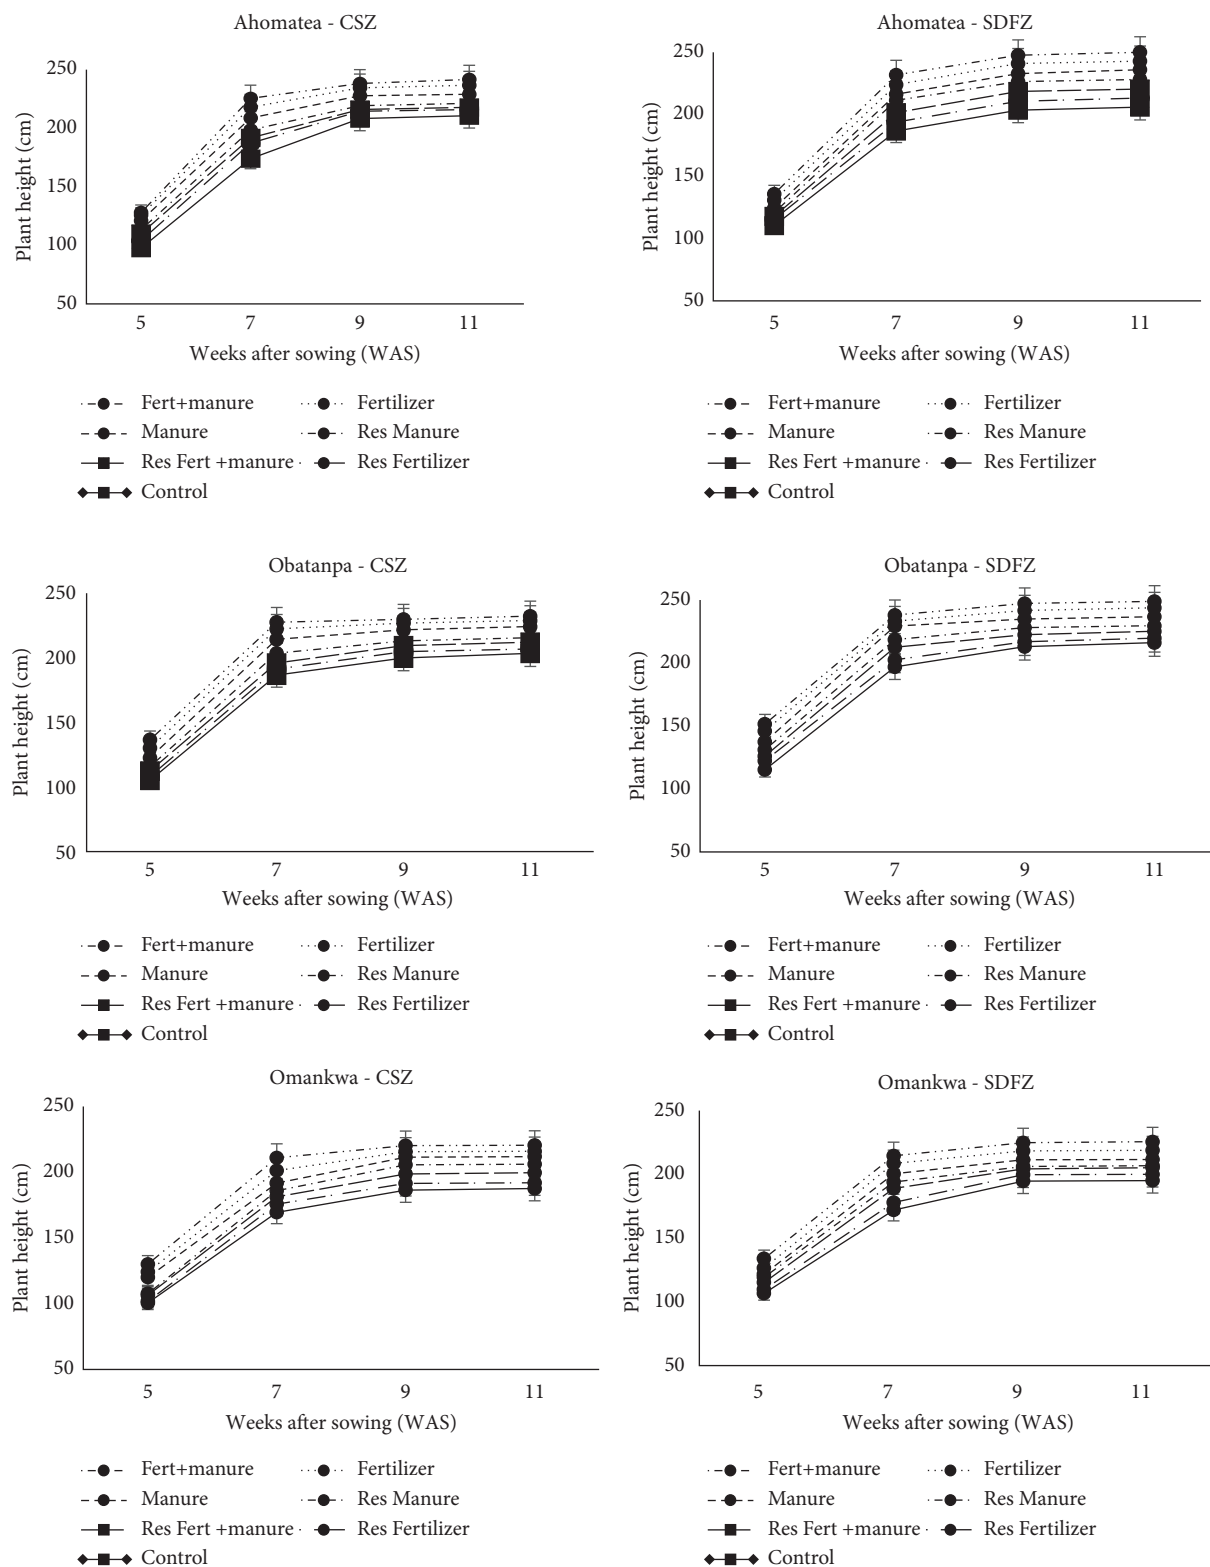 Ahomatea - CSZ
Plant height (cm)
250
200
150
100
50
5 7 9 11
Weeks after sowing (WAS)
Fert+manure Fertilizer
Manure Res Manure
Res Fert +manure Res Fertilizer
Control
Ahomatea - SDFZ
Plant height (cm)
250
200
150
100
50
5 7 9 11
Weeks after sowing (WAS)
Fert+manure Fertilizer
Manure Res Manure
Res Fert +manure Res Fertilizer
Control
Obatanpa - CSZ
Plant height (cm)
250
200
150
100
50
5 7 9 11
Weeks after sowing (WAS)
Fert+manure Fertilizer
Manure Res Manure
Res Fert +manure Res Fertilizer
Control
Obatanpa - SDFZ
Plant height (cm)
250
200
150
100
50
5 7 9 11
Weeks after sowing (WAS)
Fert+manure Fertilizer
Manure Res Manure
Res Fert +manure Res Fertilizer
Control
Omankwa - CSZ
Plant height (cm)
250
200
150
100
50
5 7 9 11
Weeks after sowing (WAS)
Fert+manure Fertilizer
Manure Res Manure
Res Fert +manure Res Fertilizer
Control
Omankwa - SDFZ
Plant height (cm)
250
200
150
100
50
5 7 9 11
Weeks after sowing (WAS)
Fert+manure Fertilizer
Manure Res Manure
Res Fert +manure Res Fertilizer
Control